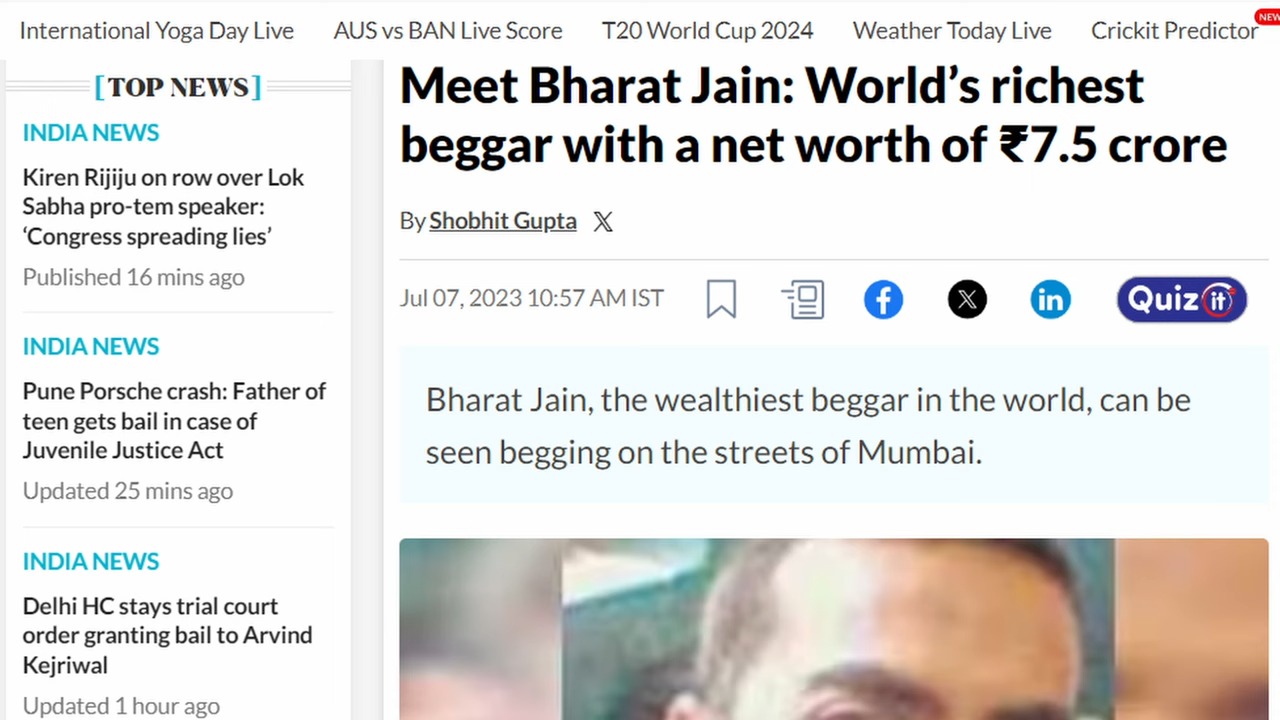 International Yoga Day Live AUS vs BAN Live Score T20 World Cup 2024 Weather Today Live Crickit Predictor NEW
[TOP NEWS]
INDIA NEWS
Kiren Rijiju on row over Lok
Sabha pro-tem speaker:
‘Congress spreading lies’
Published 16 mins ago
INDIA NEWS
Pune Porsche crash: Father of
teen gets bail in case of
Juvenile Justice Act
Updated 25 mins ago
INDIA NEWS
Delhi HC stays trial court
order granting bail to Arvind
Kejriwal
Updated 1 hour ago
Meet Bharat Jain: World’s richest
beggar with a net worth of ₹7.5 crore
By Shobhit Gupta X
Jul 07, 2023 10:57 AM IST f X in Quiz it
Bharat Jain, the wealthiest beggar in the world, can be
seen begging on the streets of Mumbai.